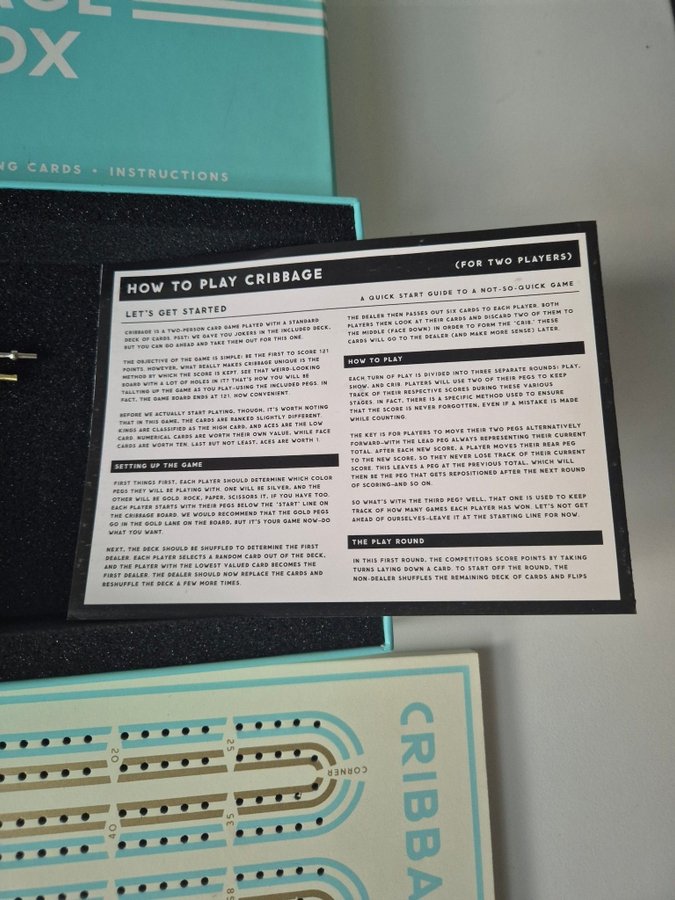 OX
NG CARDS • INSTRUCTIONS
HOW TO PLAY CRIBBAGE
(FOR TWO PLAYERS)
LET'S GET STARTED
A QUICK START GUIDE TO A NOT-SO-QUICK GAME
CRIBBAGE IS A TWO-PERSON CARD GAME PLAYED WITH A STANDARD
DECK OF CARDS. PSST: WE GAVE YOU JOKERS IN THE INCLUDED DECK,
BUT YOU CAN GO AHEAD AND TAKE THEM OUT FOR THIS ONE.
THE OBJECTIVE OF THE GAME IS SIMPLE: BE THE FIRST TO SCORE 121
POINTS. HOWEVER, WHAT REALLY MAKES CRIBBAGE UNIQUE IS THE
METHOD BY WHICH THE SCORE IS KEPT. SEE THAT WEIRD-LOOKING
BOARD WITH A LOT OF HOLES IN IT? THAT'S HOW YOU WILL BE
TALLYING UP THE GAME AS YOU PLAY-USING THE INCLUDED PEGS. IN
FACT, THE GAME BOARD ENDS AT 121. HOW CONVENIENT.
BEFORE WE ACTUALLY START PLAYING, THOUGH, IT'S WORTH NOTING
THAT IN THIS GAME, THE CARDS ARE RANKED SLIGHTLY DIFFERENT.
KINGS ARE CLASSIFIED AS THE HIGH CARD, AND ACES ARE THE LOW
CARD. NUMERICAL CARDS ARE WORTH THEIR OWN VALUE, WHILE FACE
CARDS ARE WORTH TEN. LAST BUT NOT LEAST, ACES ARE WORTH 1.
SETTING UP THE GAME
FIRST THINGS FIRST, EACH PLAYER SHOULD DETERMINE WHICH COLOR
PEGS THEY WILL BE PLAYING WITH. ONE WILL BE SILVER, AND THE
OTHER WILL BE GOLD. ROCK, PAPER, SCISSORS IT, IF YOU HAVE TOO.
EACH PLAYER STARTS WITH THEIR PEGS BELOW THE 'START' LINE ON
THE CRIBBAGE BOARD. WE WOULD RECOMMEND THAT THE GOLD PEGS
GO IN THE GOLD LANE ON THE BOARD, BUT IT'S YOUR GAME NOW-DO
WHAT YOU WANT.
NEXT, THE DECK SHOULD BE SHUFFLED TO DETERMINE THE FIRST
DEALER. EACH PLAYER SELECTS A RANDOM CARD OUT OF THE DECK,
AND THE PLAYER WITH THE LOWEST VALUED CARD BECOMES THE
FIRST DEALER. THE DEALER SHOULD NOW REPLACE THE CARDS AND
RESHUFFLE THE DECK A FEW MORE TIMES.
THE DEALER THEN PASSES OUT SIX CARDS TO EACH PLAYER. BOTH
PLAYERS THEN LOOK AT THEIR CARDS AND DISCARD TWO OF THEM TO
THE MIDDLE (FACE DOWN) IN ORDER TO FORM THE 'CRIB.' THESE
CARDS WILL GO TO THE DEALER (AND MAKE MORE SENSE) LATER.
HOW TO PLAY
EACH TURN OF PLAY IS DIVIDED INTO THREE SEPARATE ROUNDS: PLAY,
SHOW, AND CRIB. PLAYERS WILL USE TWO OF THEIR PEGS TO KEEP
TRACK OF THEIR RESPECTIVE SCORES DURING THESE VARIOUS
STAGES. IN FACT, THERE IS A SPECIFIC METHOD USED TO ENSURE
THAT THE SCORE IS NEVER FORGOTTEN, EVEN IF A MISTAKE IS MADE
WHILE COUNTING.
THE KEY IS FOR PLAYERS TO MOVE THEIR TWO PEGS ALTERNATIVELY
FORWARD-WITH THE LEAD PEG ALWAYS REPRESENTING THEIR CURRENT
TOTAL. AFTER EACH NEW SCORE, A PLAYER MOVES THEIR REAR PEG
TO THE NEW SCORE, SO THEY NEVER LOSE TRACK OF THEIR CURRENT
SCORE. THIS LEAVES A PEG AT THE PREVIOUS TOTAL, WHICH WILL
THEN BE THE PEG THAT GETS REPOSITIONED AFTER THE NEXT ROUND
OF SCORING-AND SO ON.
SO WHAT'S WITH THE THIRD PEG? WELL, THAT ONE IS USED TO KEEP
TRACK OF HOW MANY GAMES EACH PLAYER HAS WON. LET'S NOT GET
AHEAD OF OURSELVES-LEAVE IT AT THE STARTING LINE FOR NOW.
THE PLAY ROUND
IN THIS FIRST ROUND, THE COMPETITORS SCORE POINTS BY TAKING
TURNS LAYING DOWN A CARD. TO START OFF THE ROUND, THE
NON-DEALER SHUFFLES THE REMAINING DECK OF CARDS AND FLIPS
20
25
CORNER
40
35
CRIBBA